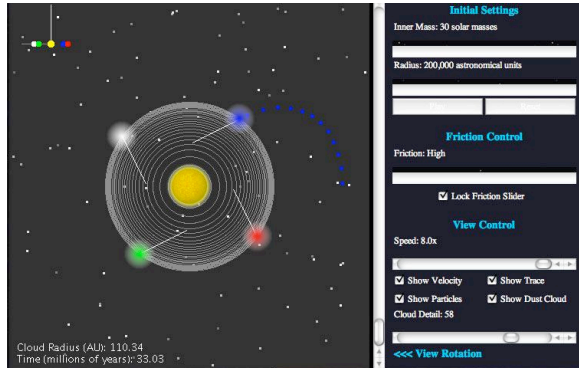 Initial Settings
Inner Mass: 30 solar masses
Radius: 200,000 astronomical units
Friction Control
Friction: High
Lock Friction Slider
View Control
Speed: 8.0x
Show Velocity Show Trace
Show Particles Show Dust Cloud
Cloud Detail: 58
<<< View Rotation
Cloud Radius (AU): 110.34
Time (millions of years): 33.03